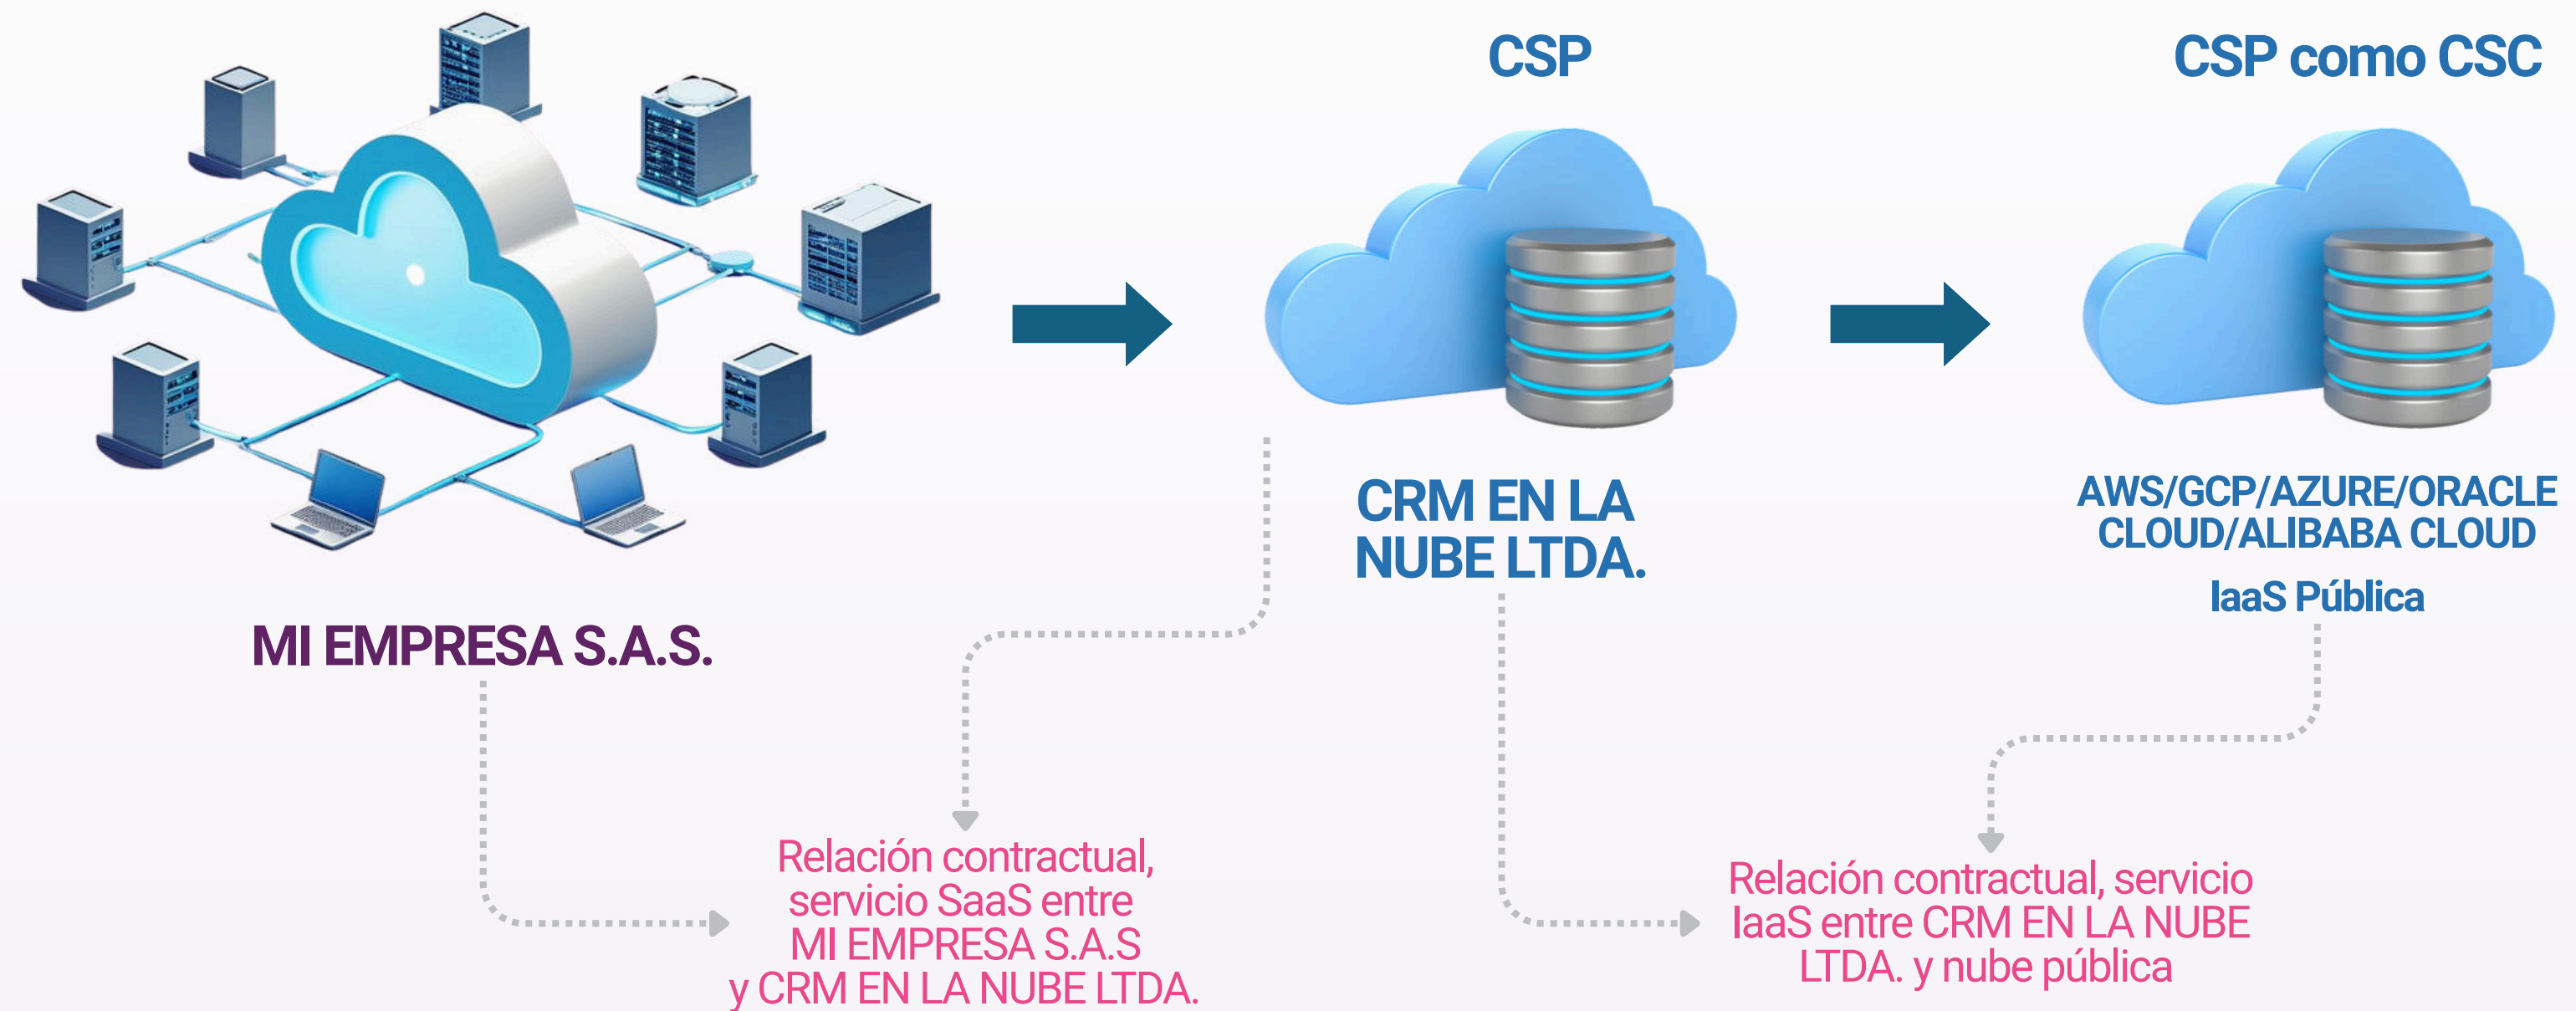 CSP
CSP como CSC
CRM EN LA
NUBE LTDA.
AWS/GCP/AZURE/ORACLE
CLOUD/ALIBABA CLOUD
IaaS Pública
MI EMPRESA S.A.S.
Relación contractual,
servicio SaaS entre
MI EMPRESA S.A.S
y CRM EN LA NUBE LTDA.
Relación contractual, servicio
IaaS entre CRM EN LA NUBE
LTDA. y nube pública